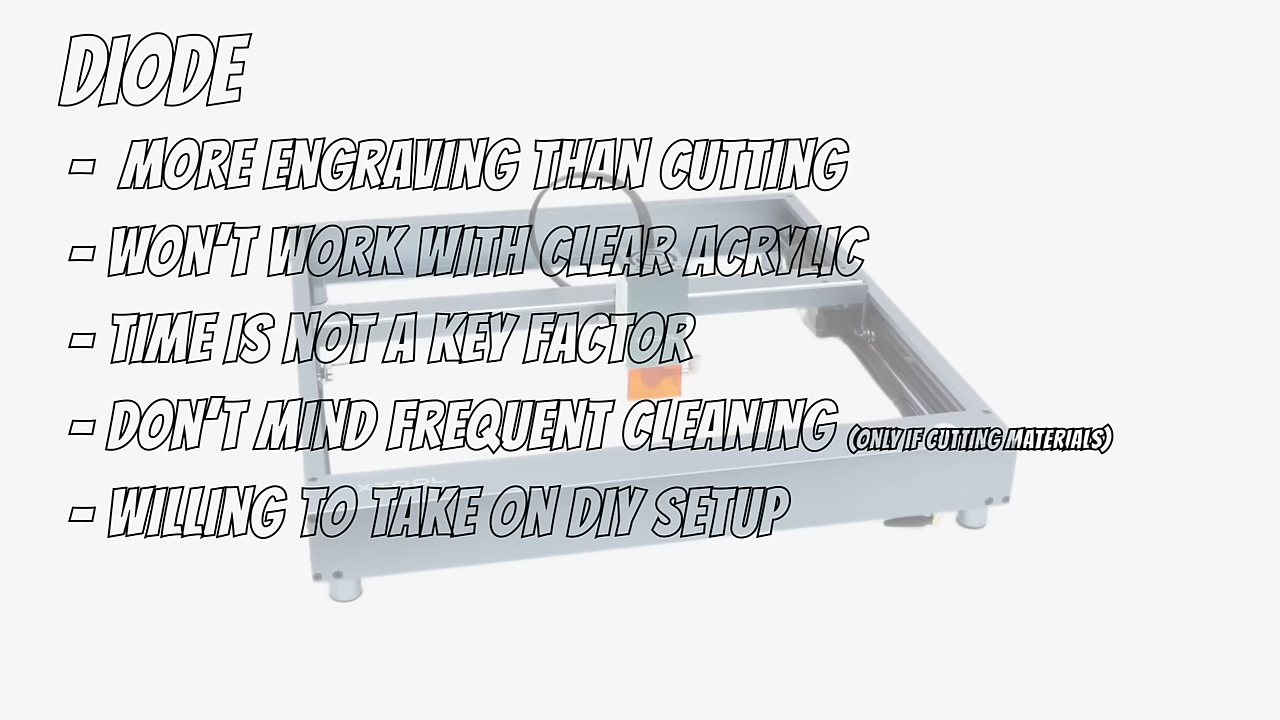 DIODE
- MORE ENGRAVING THAN CUTTING
- WON'T WORK WITH CLEAR ACRYLIC
- TIME IS NOT A KEY FACTOR
- DON'T MIND FREQUENT CLEANING (ONLY IF CUTTING MATERIALS)
XTOOL
- WILLING TO TAKE ON DIY SETUP